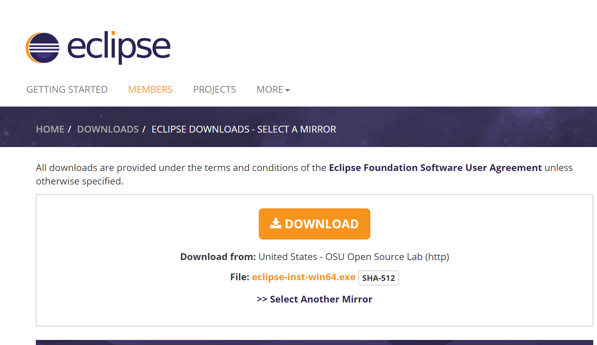 eclipse
GETTING STARTED MEMBERS PROJECTS MORE
HOME / DOWNLOADS / ECLIPSE DOWNLOADS - SELECT A MIRROR
All downloads are provided under the terms and conditions of the Eclipse Foundation Software User Agreement unless
otherwise specified.
DOWNLOAD
Download from: United States - OSU Open Source Lab (http)
File: eclipse-inst-win64.exe SHA-512
>> Select Another Mirror